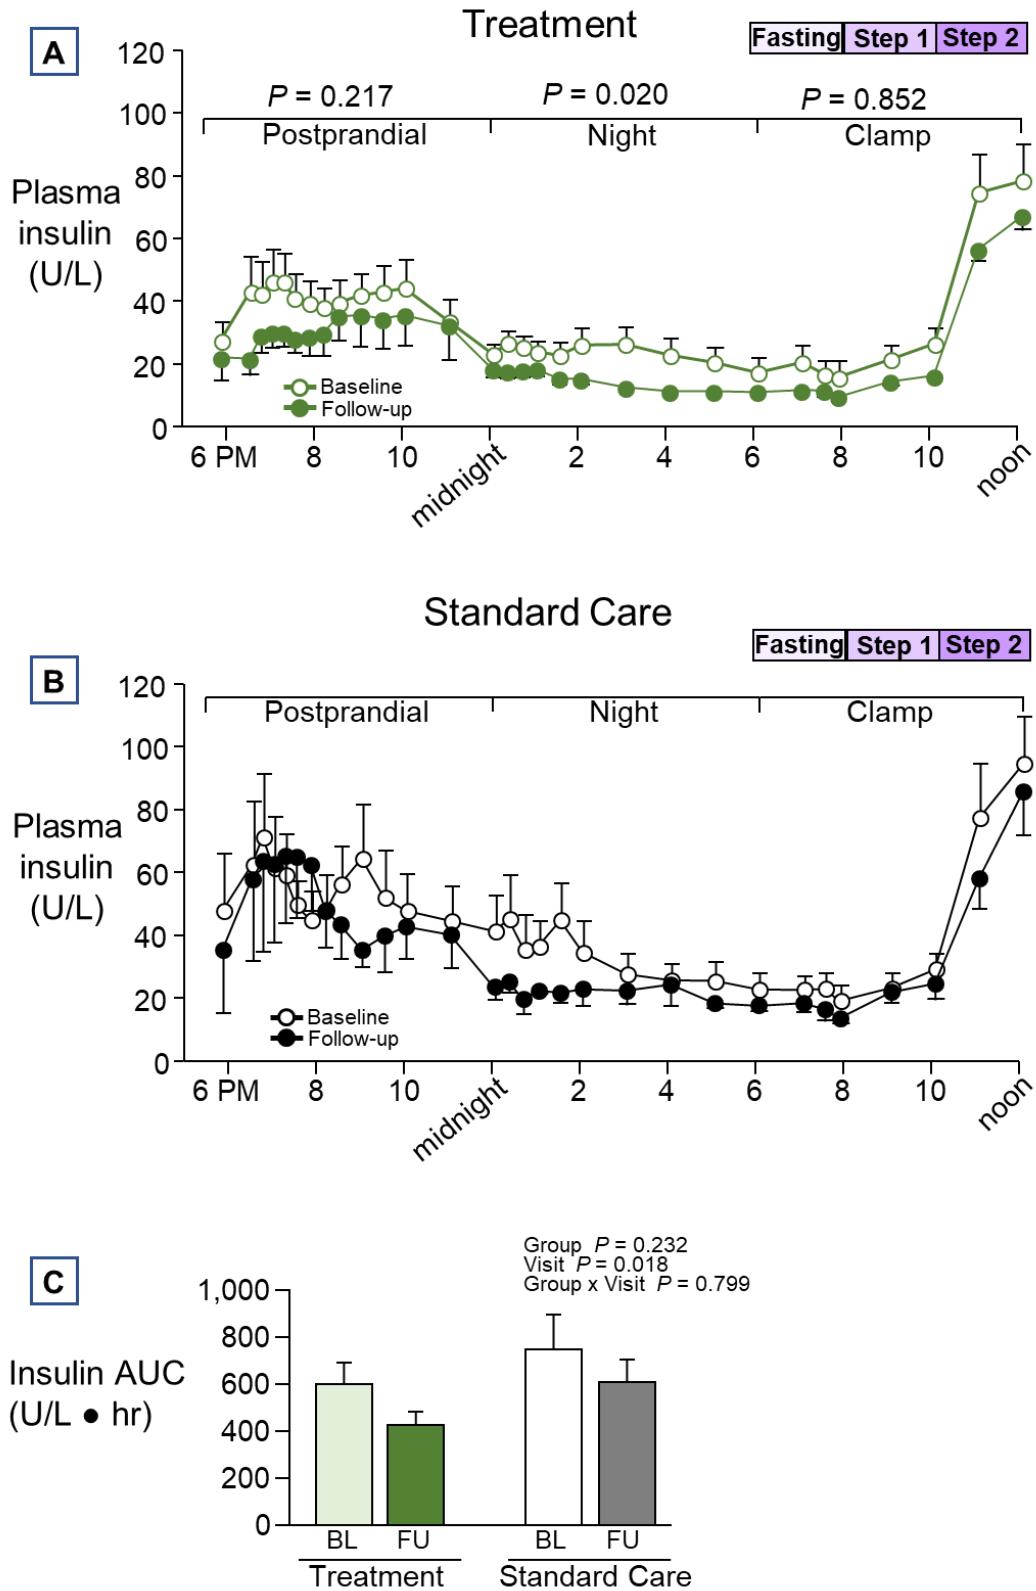 A
Treatment
Fasting Step 1 Step 2
120
100
80
60
40
20
0
Plasma
insulin
(U/L)
P = 0.217
P = 0.020
P = 0.852
Postprandial
Night
Clamp
Baseline
Follow-up
6 PM 8 10 midnight 2 4 6 8 10 noon
Standard Care
Fasting Step 1 Step 2
B
120
100
80
60
40
20
0
Plasma
insulin
(U/L)
Postprandial
Night
Clamp
Baseline
Follow-up
6 PM 8 10 midnight 2 4 6 8 10 noon
C
Group P = 0.232
Visit P = 0.018
Group x Visit P = 0.799
1,000
800
600
400
200
0
Insulin AUC
(U/L ● hr)
BL FU BL FU
Treatment Standard Care